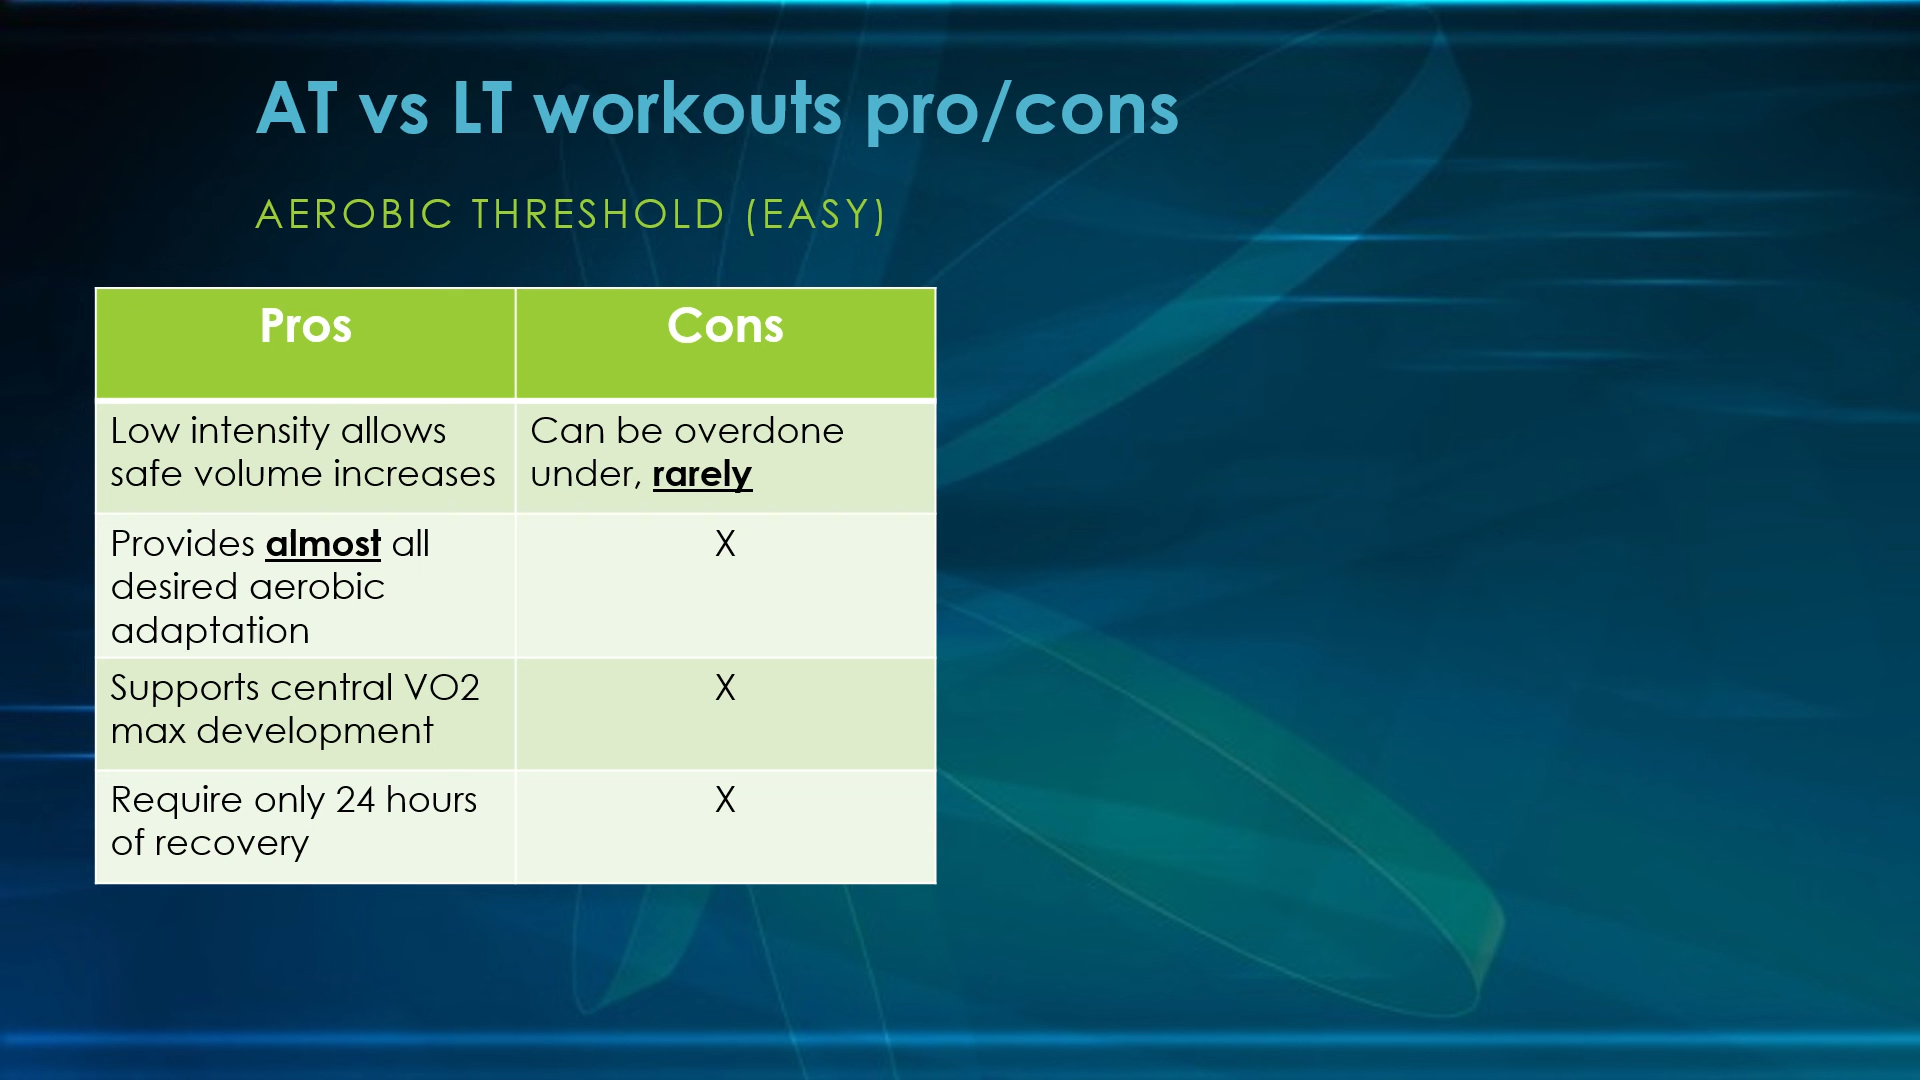 AT vs LT workouts pro/cons
AEROBIC THRESHOLD (EASY)
Pros
Cons
Low intensity allows
safe volume increases
Can be overdone
under, rarely
Provides almost all
desired aerobic
adaptation
X
Supports central VO2
max development
X
Require only 24 hours
of recovery
X